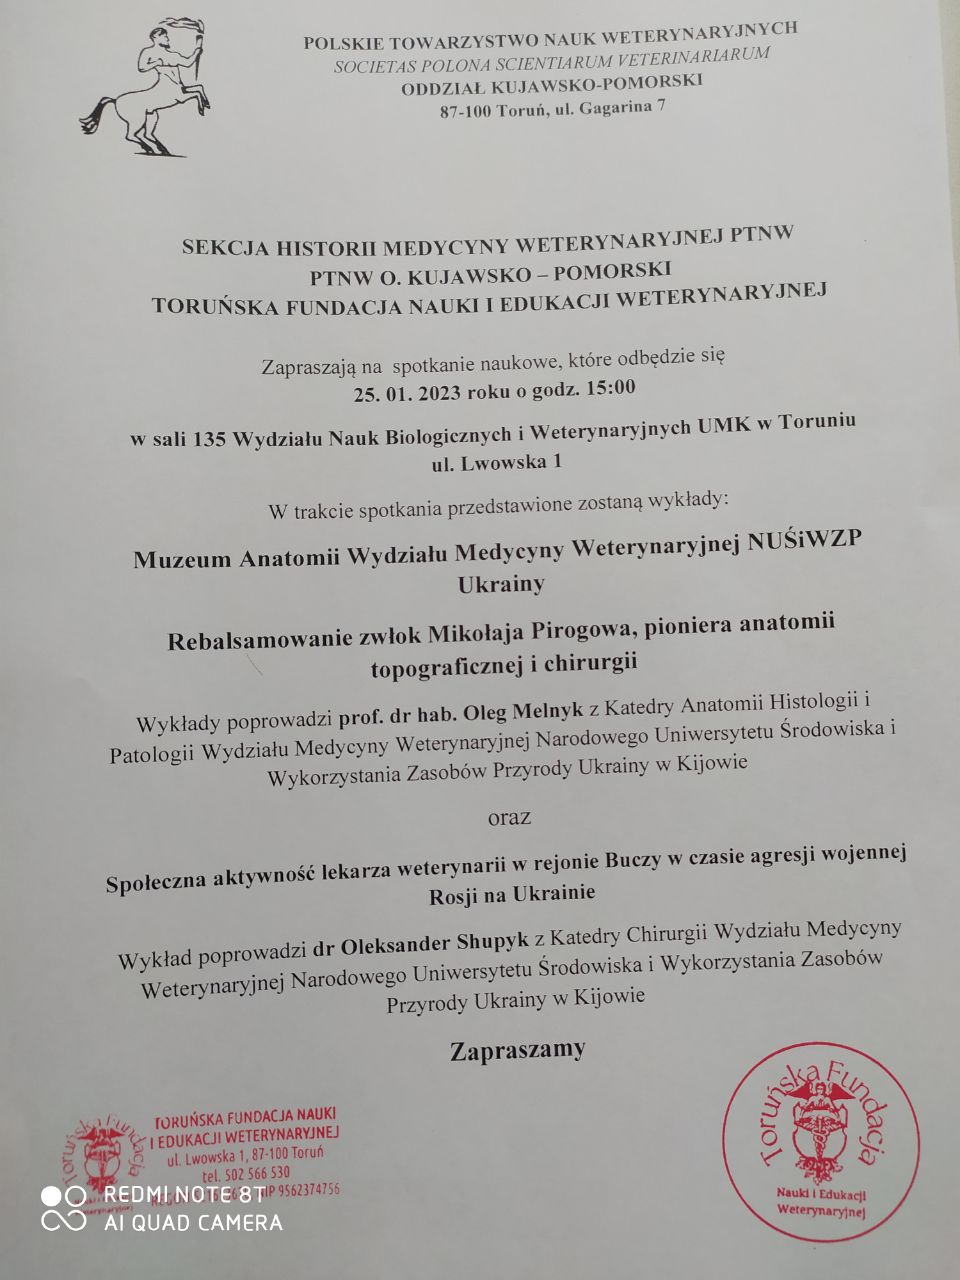 POLSKIE TOWARZYSTWO NAUK WETERYNARYJNYCH
SOCIETAS POLONA SCIENTIARUM VETERINARIARUM
ODDZIAŁ KUJAWSKO-POMORSKI
87-100 Toruń, ul. Gagarina 7
SEKCJA HISTORII MEDYCYNY WETERYNARYJNEJ PTNW
PTNW O. KUJAWSKO – POMORSKI
TORUŃSKA FUNDACJA NAUKI I EDUKACJI WETERYNARYJNEJ
Zapraszają na spotkanie naukowe, które odbędzie się
25. 01. 2023 roku o godz. 15:00
w sali 135 Wydziału Nauk Biologicznych i Weterynaryjnych UMK w Toruniu
ul. Lwowska 1
W trakcie spotkania przedstawione zostaną wykłady:
Muzeum Anatomii Wydziału Medycyny Weterynaryjnej NUŚiWZP
Ukrainy
Rebalsamowanie zwłok Mikołaja Pirogowa, pioniera anatomii
topograficznej i chirurgii
Wykłady poprowadzi prof. dr hab. Oleg Melnyk z Katedry Anatomii Histologii i
Patologii Wydziału Medycyny Weterynaryjnej Narodowego Uniwersytetu Środowiska i
Wykorzystania Zasobów Przyrody Ukrainy w Kijowie
oraz
Społeczna aktywność lekarza weterynarii w rejonie Buczy w czasie agresji wojennej
Rosji na Ukrainie
Wykład poprowadzi dr Oleksander Shupyk z Katedry Chirurgii Wydziału Medycyny
Weterynaryjnej Narodowego Uniwersytetu Środowiska i Wykorzystania Zasobów
Przyrody Ukrainy w Kijowie
Zapraszamy
Toruńska Fundacja
TORUŃSKA FUNDACJA NAUKI
I EDUKACJI WETERYNARYJNEJ
ul. Lwowska 1, 87-100 Toruń
tel. 502 566 530
NIP 9562374756
Toruńska Fundacja
Nauki i Edukacji
Weterynaryjnej
REDMI NOTE 8T
AI QUAD CAMERA